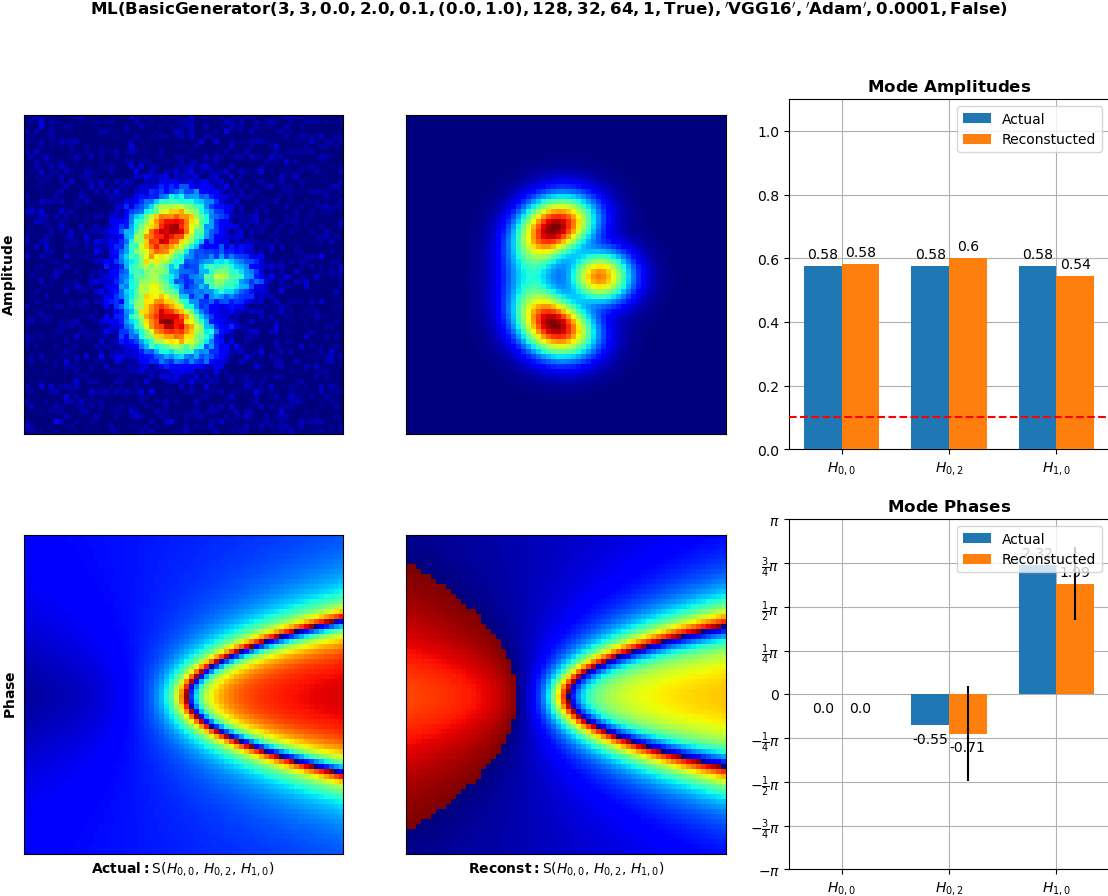 ML(BasicGenerator(3, 3, 0.0, 2.0, 0.1, (0.0, 1.0), 128, 32, 64, 1, True), ′VGG16′, ′Adam′, 0.0001, False)
Amplitude
Mode Amplitudes
Actual
Reconstucted
1.0
0.8
0.6
0.4
0.2
0.0
0.58
0.58
0.58
0.6
0.58
0.54
H0,0
H0,2
H1,0
Phase
Actual: S(H0,0, H0,2, H1,0)
Reconst: S(H0,0, H0,2, H1,0)
Mode Phases
Actual
Reconstucted
π
3/4π
1/2π
1/4π
0
−1/4π
−1/2π
−3/4π
−π
0.0
0.0
-0.55
-0.71
2.32
1.99
H0,0
H0,2
H1,0